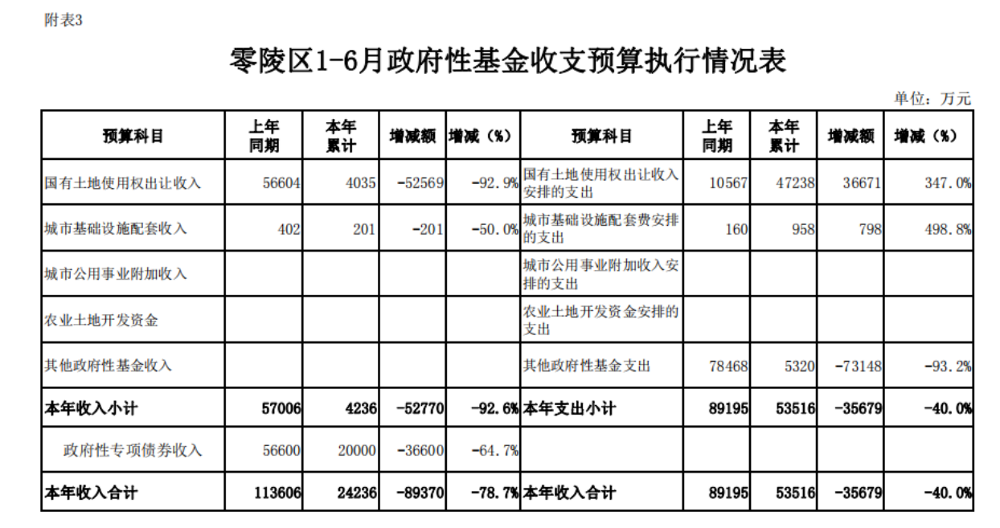 附表3
零陵区1-6月政府性基金收支预算执行情况表
单位：万元
预算科目 上年同期 本年累计 增减额 增减（%） 预算科目 上年同期 本年累计 增减额 增减（%）
国有土地使用权出让收入 56604 4035 -52569 -92.9% 国有土地使用权出让收入安排的支出 10567 47238 36671 347.0%
城市基础设施配套收入 402 201 -201 -50.0% 城市基础设施配套费安排的支出 160 958 798 498.8%
城市公用事业附加收入 城市公用事业附加收入安排的支出
农业土地开发资金 农业土地开发资金安排的支出
其他政府性基金收入 其他政府性基金支出 78468 5320 -73148 -93.2%
本年收入小计 57006 4236 -52770 -92.6% 本年支出小计 89195 53516 -35679 -40.0%
政府性专项债券收入 56600 20000 -36600 -64.7%
本年收入合计 113606 24236 -89370 -78.7% 本年收入合计 89195 53516 -35679 -40.0%